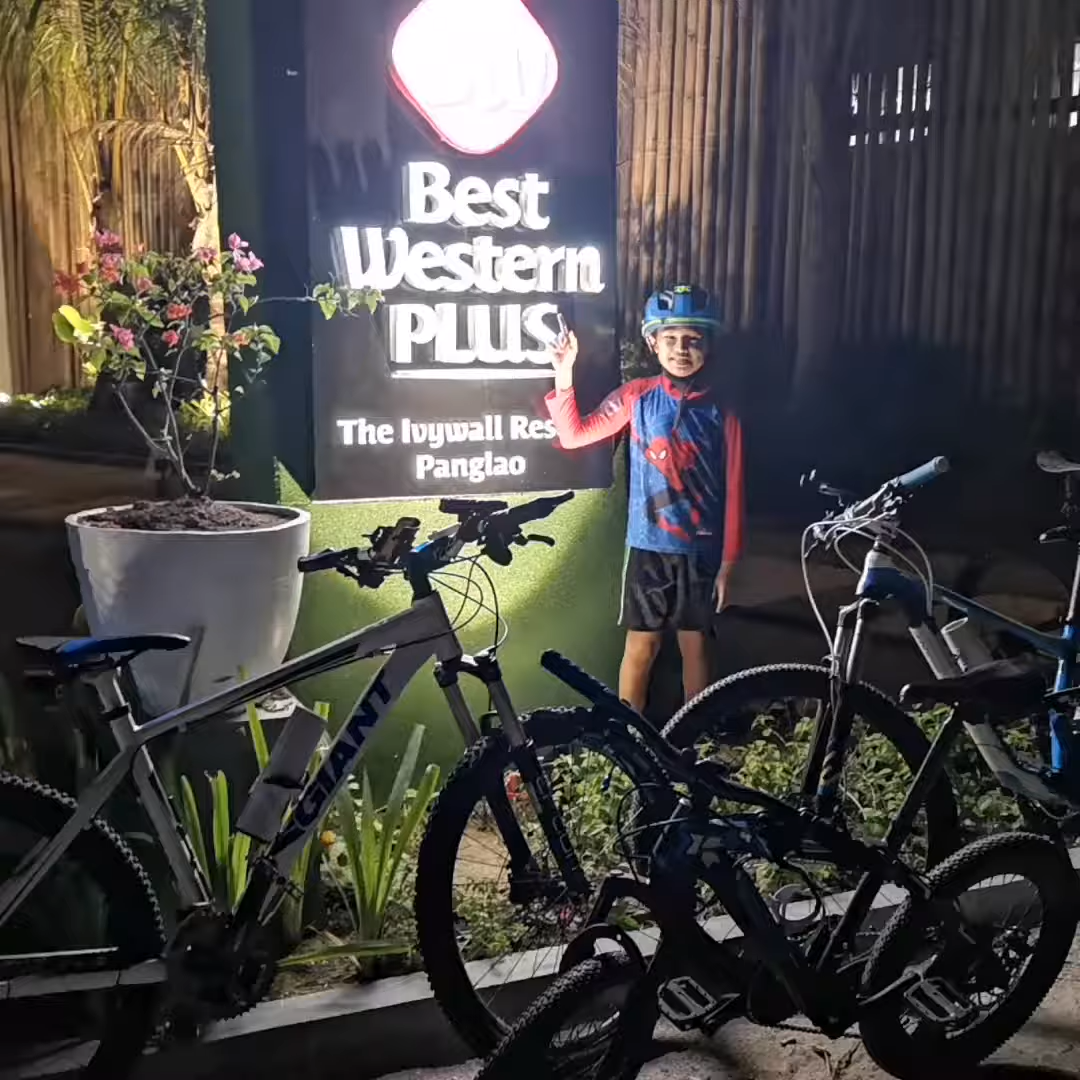 Best
Western
PLUS
The Ivywall Res
Panglao
GIANT